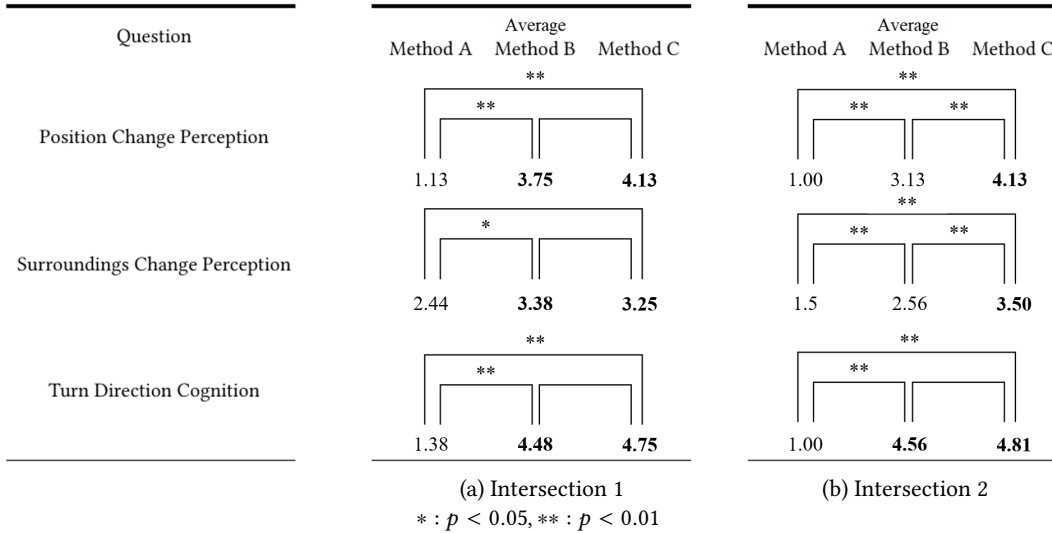 Question
Average
Method A Method B Method C
Average
Method A Method B Method C
Position Change Perception
**
**
1.13 3.75 4.13
**
** **
1.00 3.13 4.13
Surroundings Change Perception
*
2.44 3.38 3.25
**
** **
1.5 2.56 3.50
Turn Direction Cognition
**
**
1.38 4.48 4.75
**
**
1.00 4.56 4.81
(a) Intersection 1
(b) Intersection 2
* : p < 0.05, ** : p < 0.01